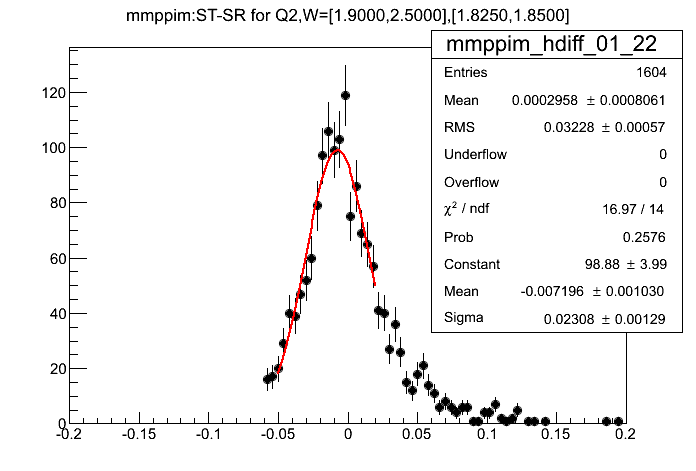 mmppim:ST-SR for Q2,W=[1.9000,2.5000],[1.8250,1.8500]
mmppim_hdiff_01_22
Entries 1604
Mean 0.0002958 ± 0.0008061
RMS 0.03228 ± 0.00057
Underflow 0
Overflow 0
χ² / ndf 16.97 / 14
Prob 0.2576
Constant 98.88 ± 3.99
Mean -0.007196 ± 0.001030
Sigma 0.02308 ± 0.00129
120
100
80
60
40
20
0
-0.2 -0.15 -0.1 -0.05 0 0.05 0.1 0.15 0.2